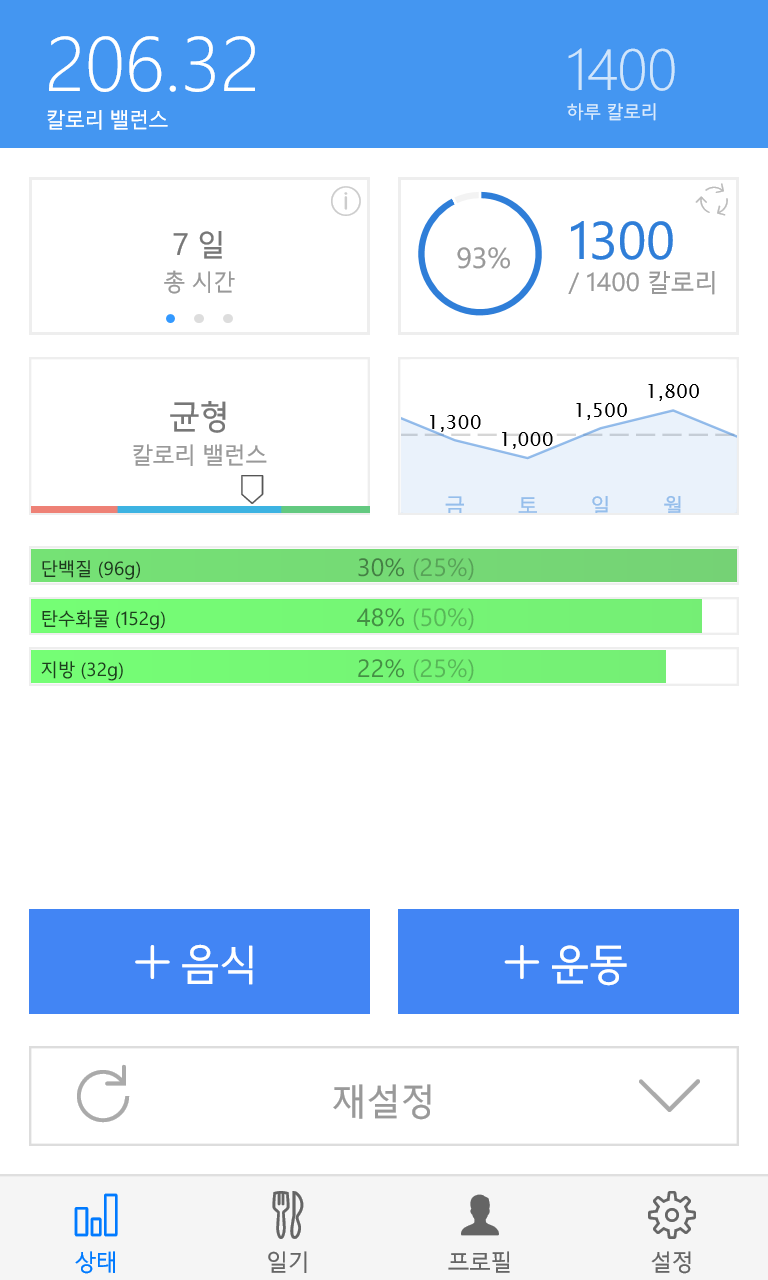 206.32
칼로리 밸런스
1400
하루 칼로리
7 일
총 시간
93%
1300
/ 1400 칼로리
균형
칼로리 밸런스
1,300
1,000
1,500
1,800
금 토 일 월
단백질 (96g) 30% (25%)
탄수화물 (152g) 48% (50%)
지방 (32g) 22% (25%)
+ 음식
+ 운동
재설정
상태 일기 프로필 설정